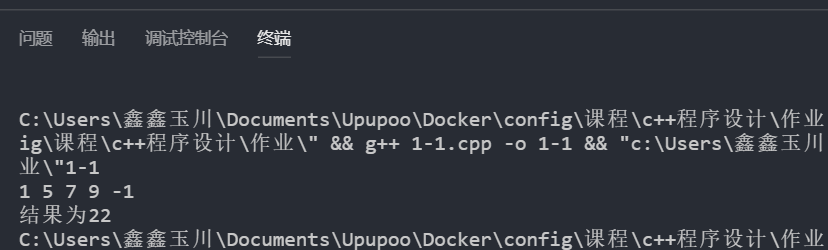 问题 输出 调试控制台 终端
C:\Users\鑫鑫玉川\Documents\Upupoo\Docker\config\课程\c++程序设计\作业
ig\课程\c++程序设计\作业\" && g++ 1-1.cpp -o 1-1 && "c:\Users\鑫鑫玉川
业\"1-1
1 5 7 9 -1
结果为22
C:\Users\鑫鑫玉川\Documents\Upupoo\Docker\config\课程\c++程序设计\作业